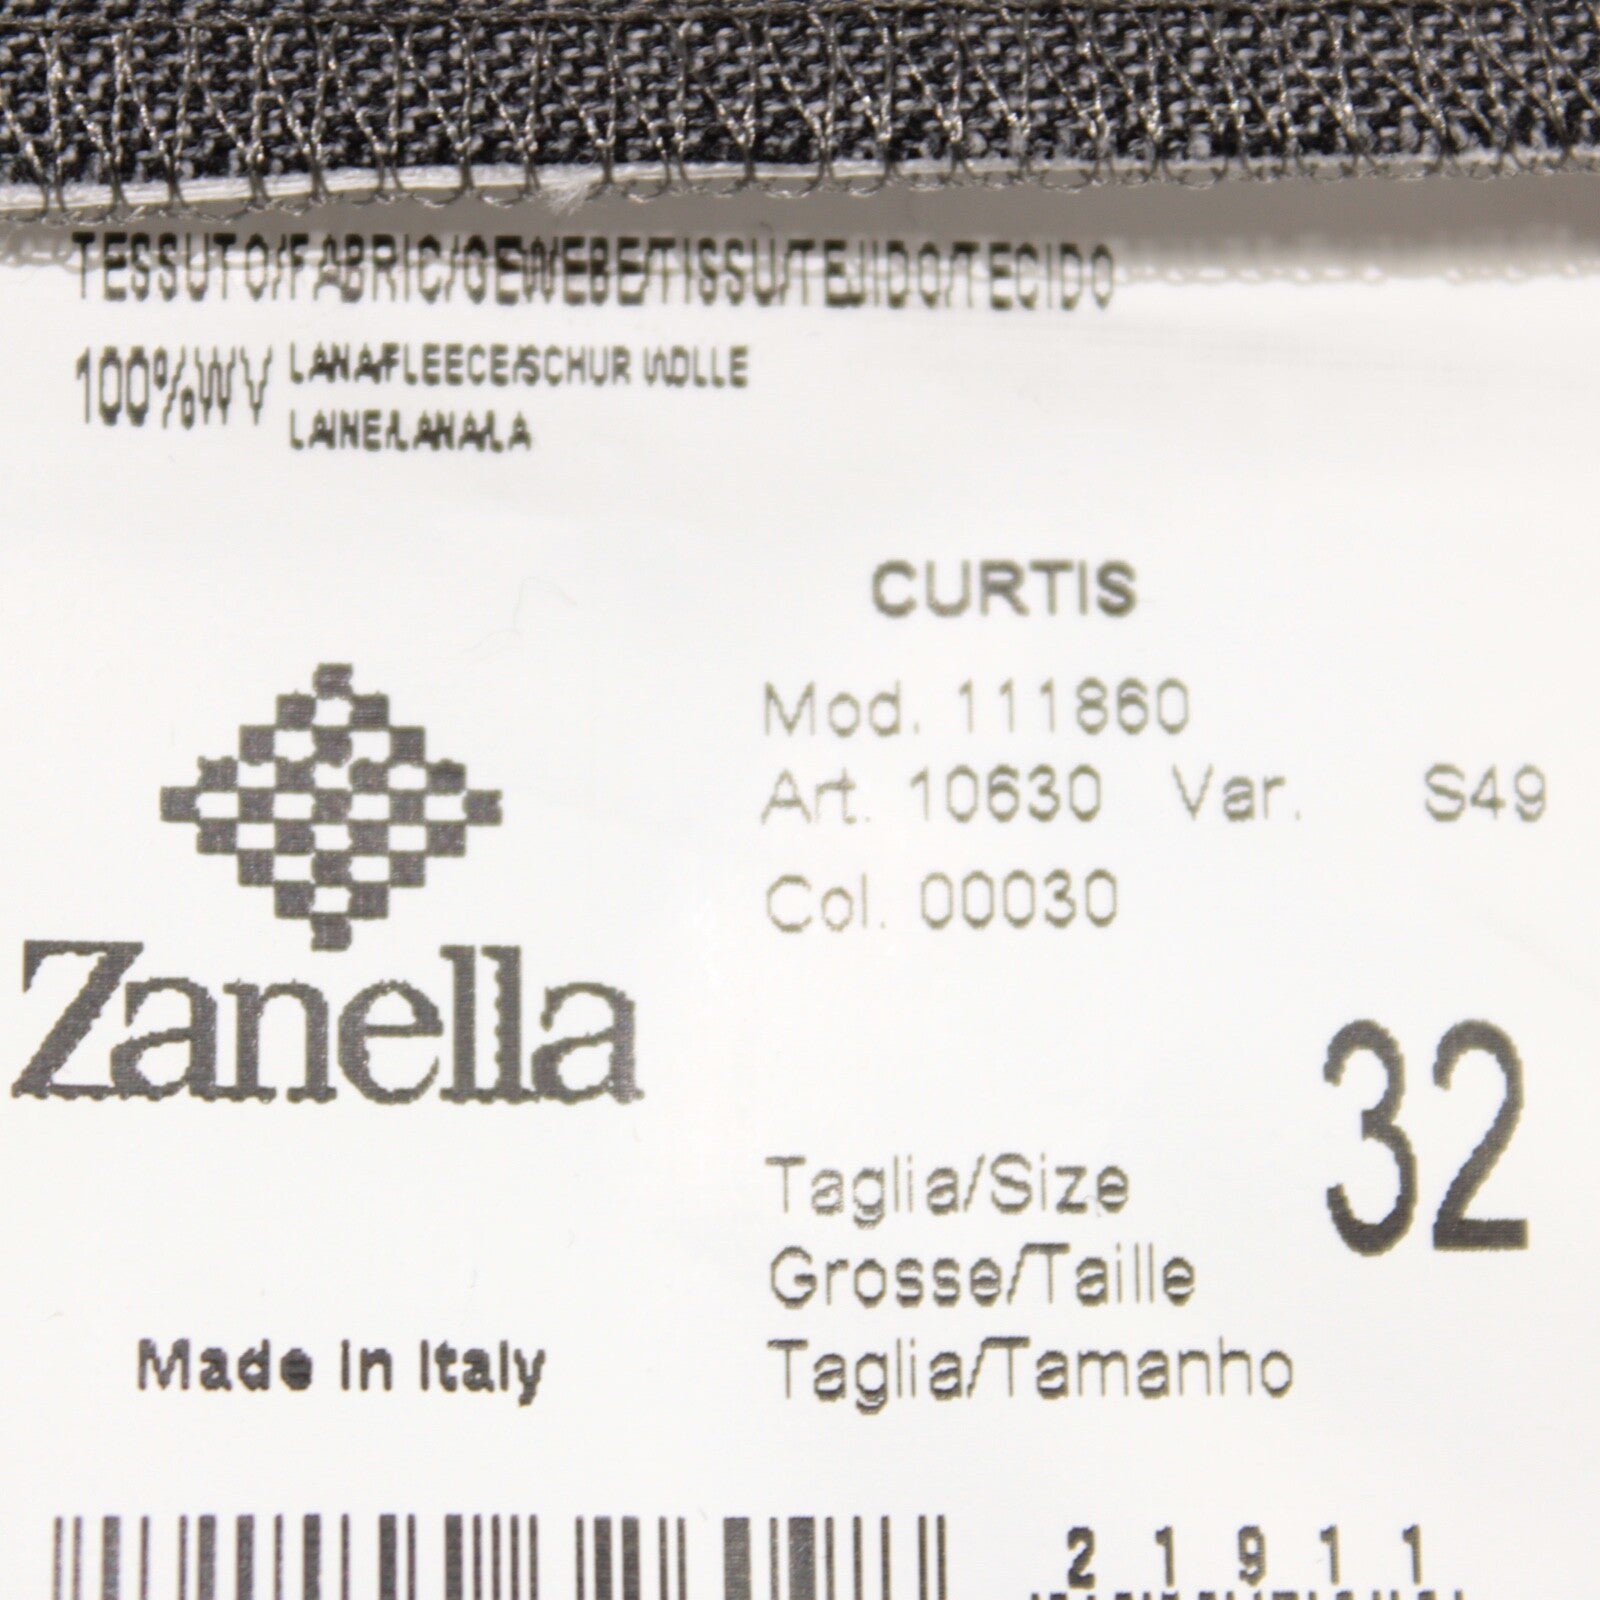 TESSUTO/FABRIC/GEWEBE/TISSU/TEJIDO/TECIDO
100%WV LANA/FLEECE/SCHUR WOLLE
LAINE/LANA/LA
CURTIS
Mod. 111860
Art. 10630 Var. S49
Col. 00030
Zanella
32
Taglia/Size
Grosse/Taille
Taglia/Tamanho
Made in Italy
2 1 9 1 1